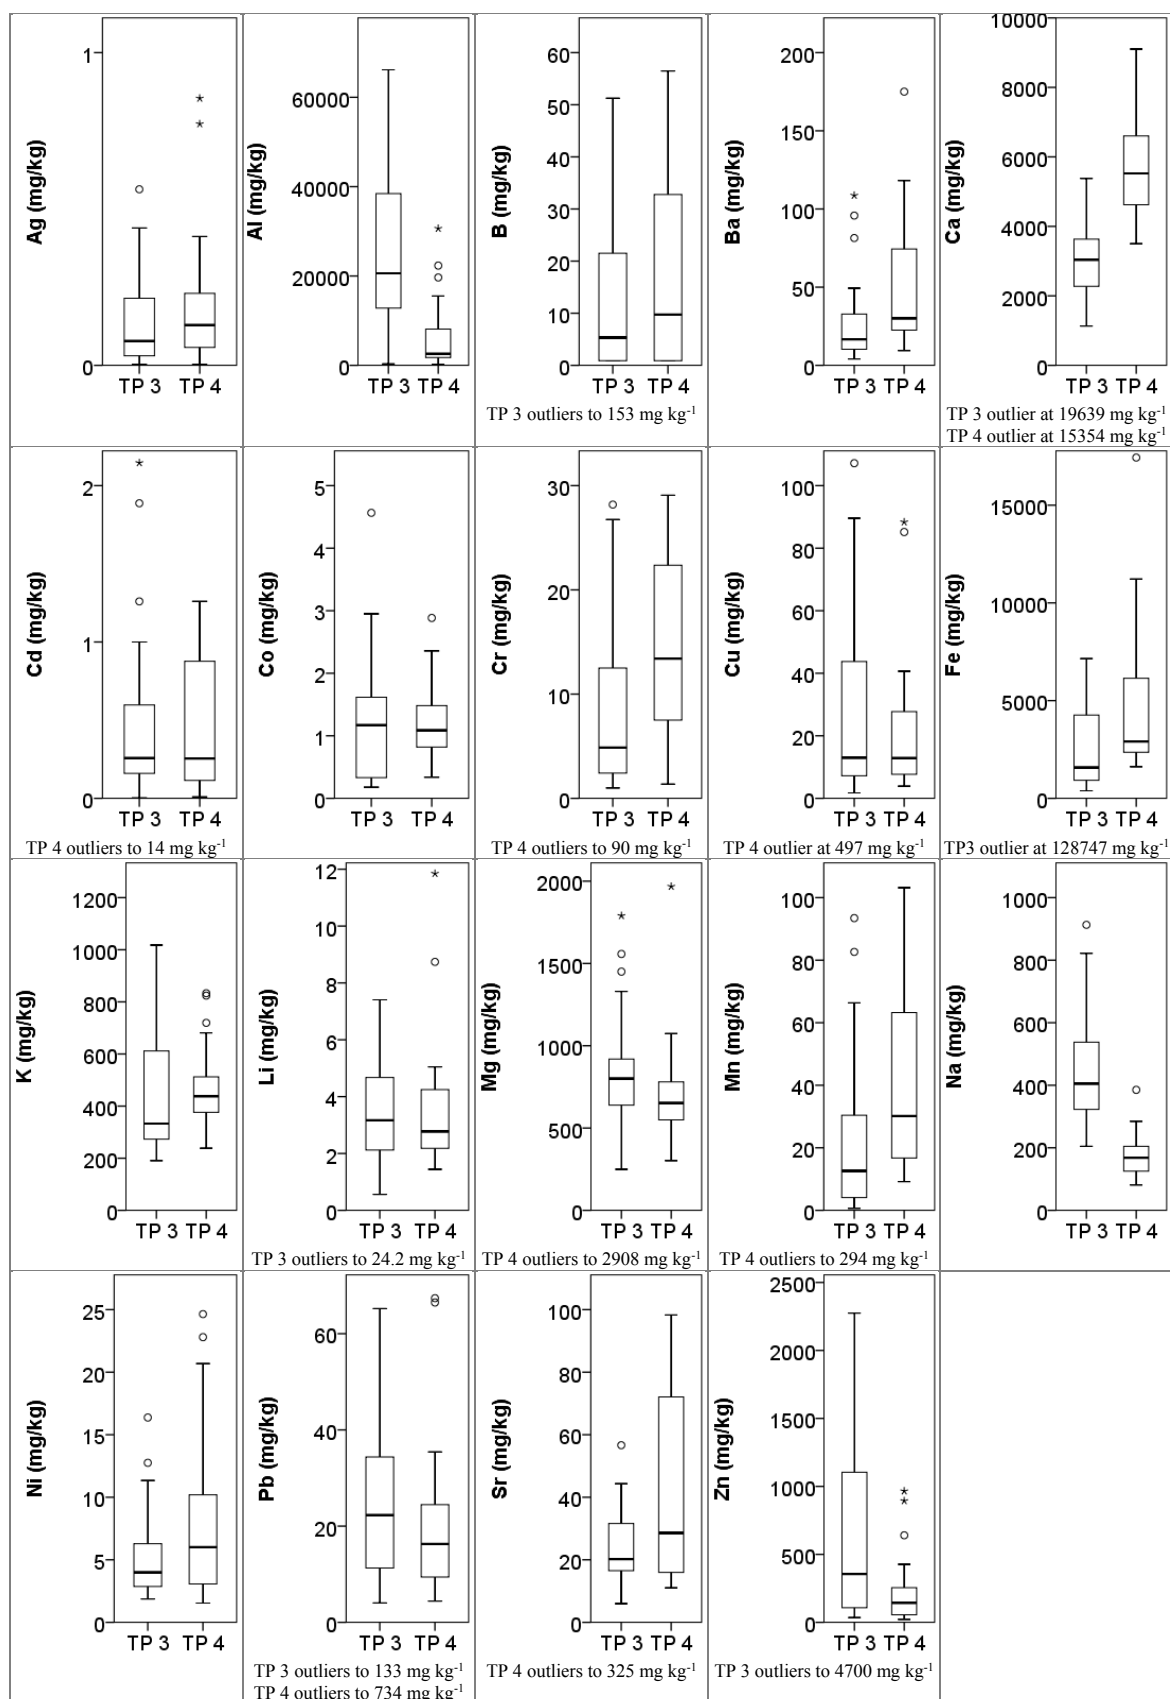 Ag (mg/kg)
1
0
TP 3 TP 4
Al (mg/kg)
60000
40000
20000
0
TP 3 TP 4
B (mg/kg)
60
50
40
30
20
10
0
TP 3 TP 4
TP 3 outliers to 153 mg kg-1
Ba (mg/kg)
200
150
100
50
0
TP 3 TP 4
Ca (mg/kg)
10000
8000
6000
4000
2000
0
TP 3 TP 4
TP 3 outlier at 19639 mg kg-1
TP 4 outlier at 15354 mg kg-1
Cd (mg/kg)
2
1
0
TP 3 TP 4
TP 4 outliers to 14 mg kg-1
Co (mg/kg)
5
4
3
2
1
0
TP 3 TP 4
Cr (mg/kg)
30
20
10
0
TP 3 TP 4
TP 4 outliers to 90 mg kg-1
Cu (mg/kg)
100
80
60
40
20
0
TP 3 TP 4
TP 4 outlier at 497 mg kg-1
Fe (mg/kg)
15000
10000
5000
0
TP 3 TP 4
TP3 outlier at 128747 mg kg-1
K (mg/kg)
1200
1000
800
600
400
200
0
TP 3 TP 4
Li (mg/kg)
12
10
8
6
4
2
0
TP 3 TP 4
TP 3 outliers to 24.2 mg kg-1
Mg (mg/kg)
2000
1500
1000
500
0
TP 3 TP 4
TP 4 outliers to 2908 mg kg-1
Mn (mg/kg)
100
80
60
40
20
0
TP 3 TP 4
TP 4 outliers to 294 mg kg-1
Na (mg/kg)
1000
800
600
400
200
0
TP 3 TP 4
Ni (mg/kg)
25
20
15
10
5
0
TP 3 TP 4
Pb (mg/kg)
60
40
20
0
TP 3 TP 4
TP 3 outliers to 133 mg kg-1
TP 4 outliers to 734 mg kg-1
Sr (mg/kg)
100
80
60
40
20
0
TP 3 TP 4
TP 4 outliers to 325 mg kg-1
Zn (mg/kg)
2500
2000
1500
1000
500
0
TP 3 TP 4
TP 3 outliers to 4700 mg kg-1